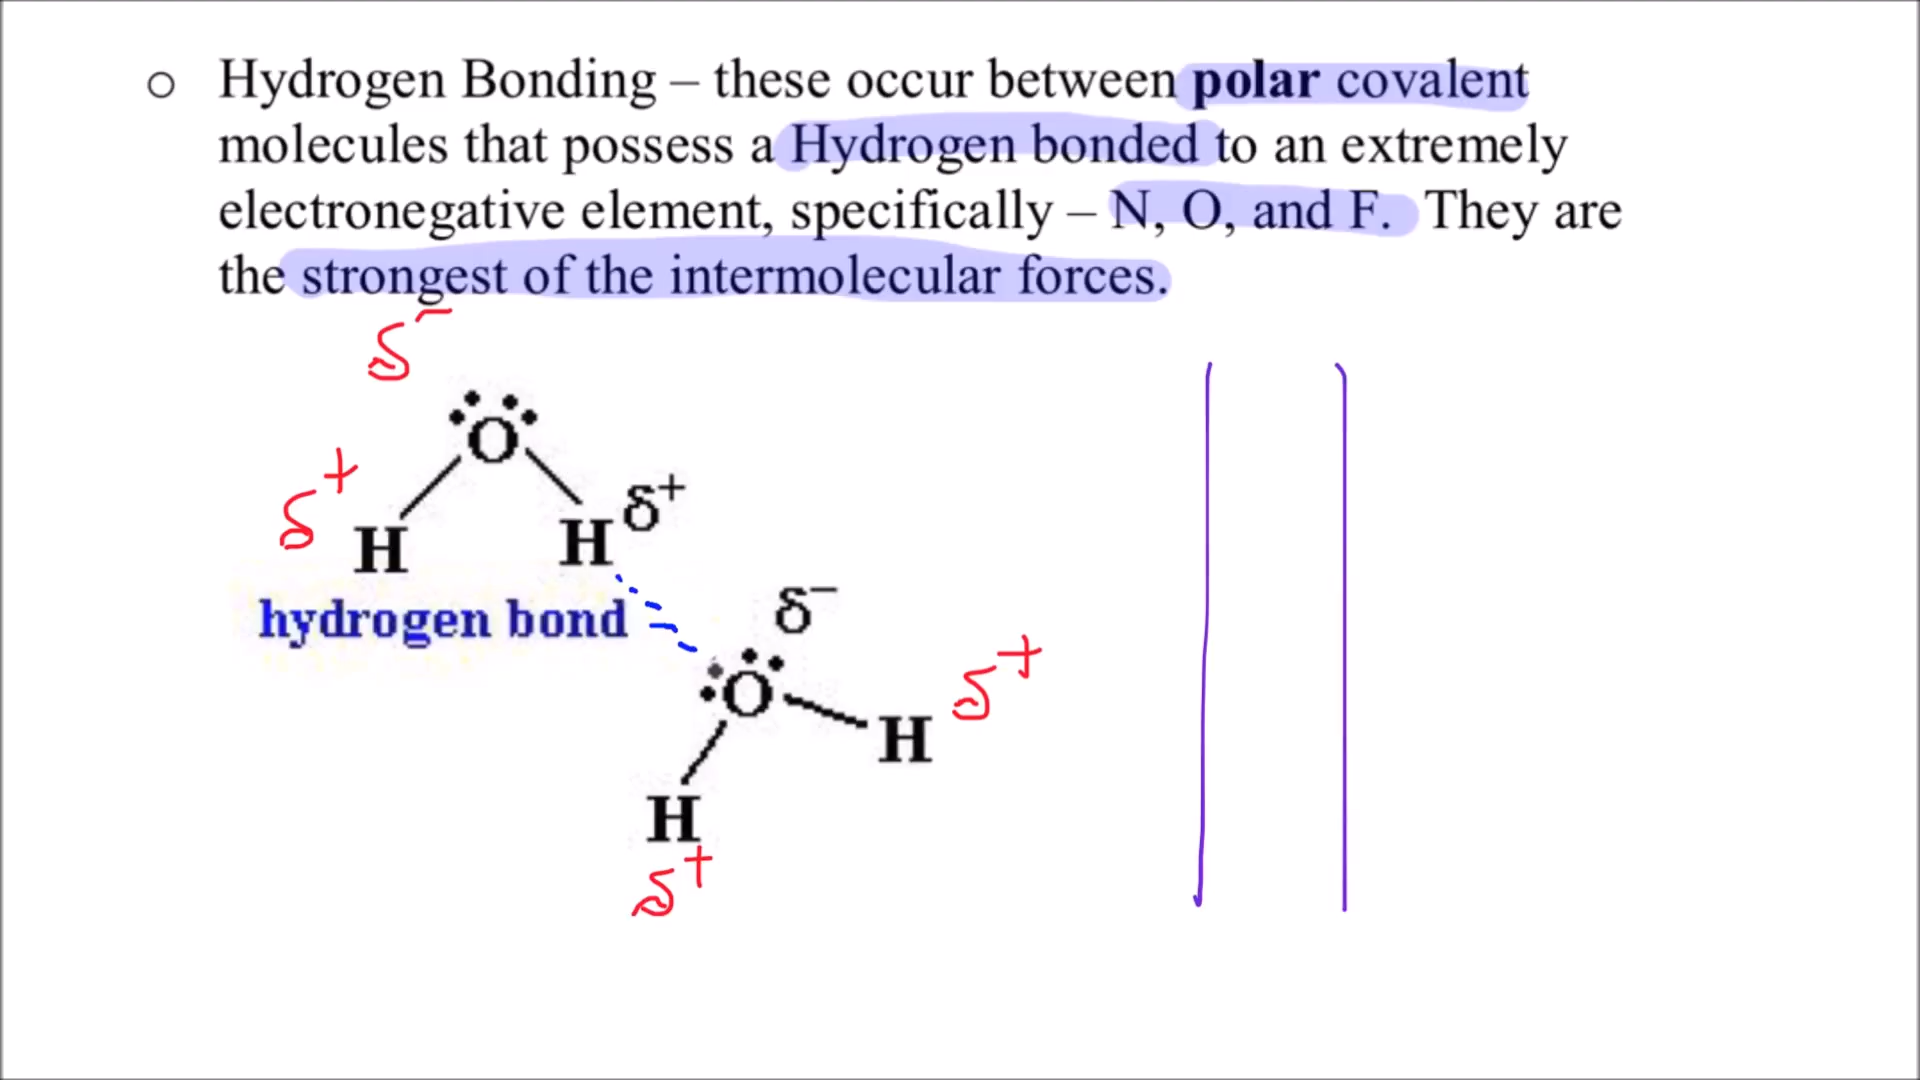 ○ Hydrogen Bonding – these occur between polar covalent
molecules that possess a Hydrogen bonded to an extremely
electronegative element, specifically – N, O, and F. They are
the strongest of the intermolecular forces.
δ⁻
O
δ⁺
H
H δ⁺
hydrogen bond
δ⁻
O
H δ⁺
H
δ⁺